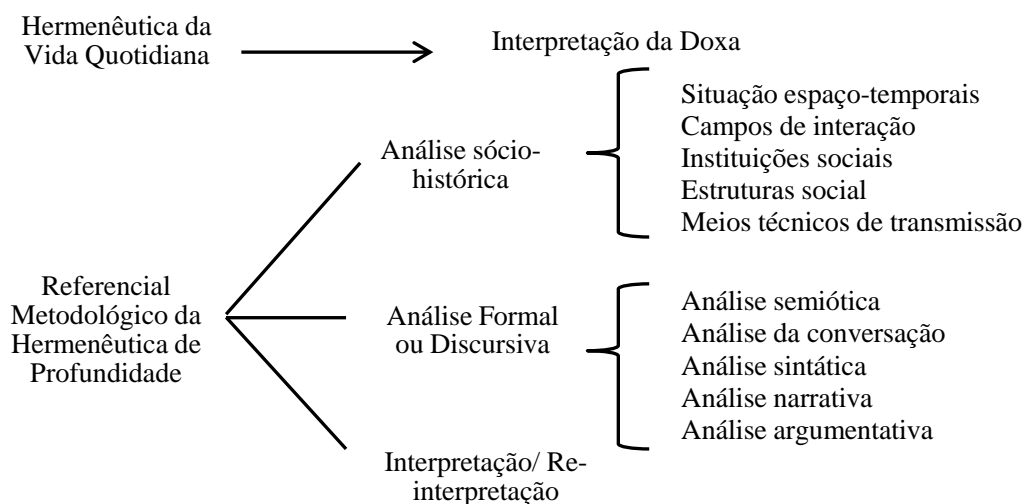 Hermenêutica da
Vida Quotidiana
Interpretação da Doxa
Análise sócio-
histórica
Situação espaço-temporais
Campos de interação
Instituições sociais
Estruturas social
Meios técnicos de transmissão
Referencial
Metodológico da
Hermenêutica de
Profundidade
Análise Formal
ou Discursiva
Análise semiótica
Análise da conversação
Análise sintática
Análise narrativa
Análise argumentativa
Interpretação/ Re-
interpretação